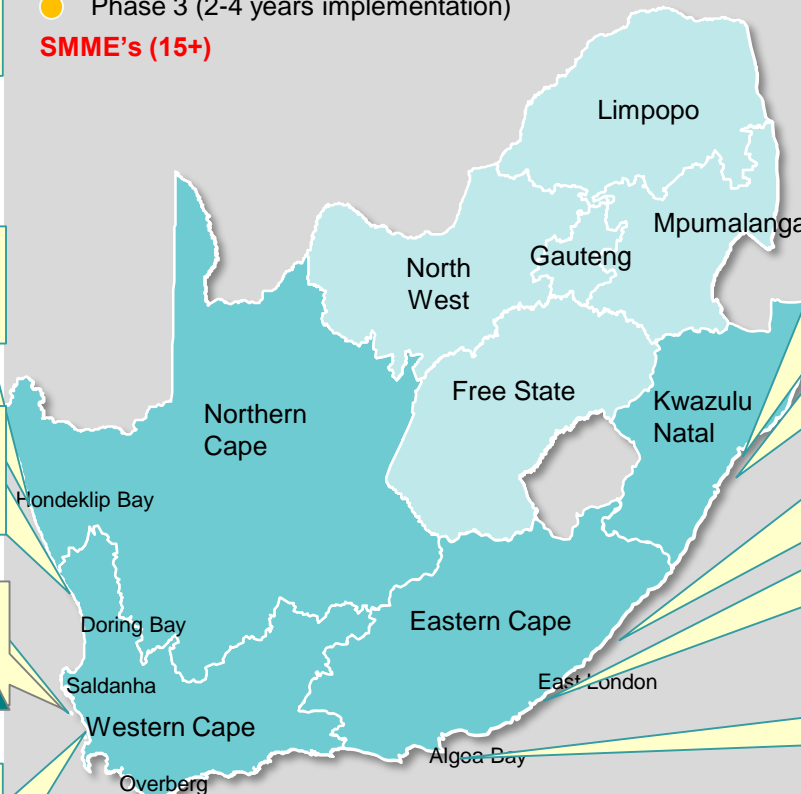 Phase 3 (2-4 years implementation)
SMME's (15+)
Limpopo
Mpumalanga
Gauteng
North
West
Free State
Kwazulu
Natal
Northern
Cape
Hondeklip Bay
Doring Bay
Eastern Cape
Saldanha
East London
Western Cape
Algoa Bay
Overberg